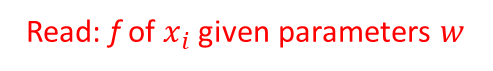 Read: f of xᵢ given parameters w